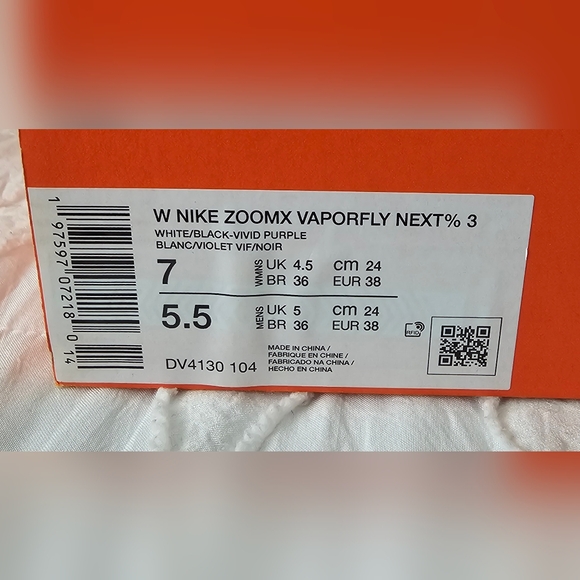 W NIKE ZOOMX VAPORFLY NEXT% 3
WHITE/BLACK-VIVID PURPLE
BLANC/VIOLET VIF/NOIR
7 WMNS UK 4.5 cm 24
BR 36 EUR 38
5.5 MENS UK 5 cm 24
BR 36 EUR 38
DV4130 104
MADE IN CHINA /
FABRIQUE EN CHINE /
FABRICADO NA CHINA /
HECHO EN CHINA
RFID
1 97597 07218 0 14